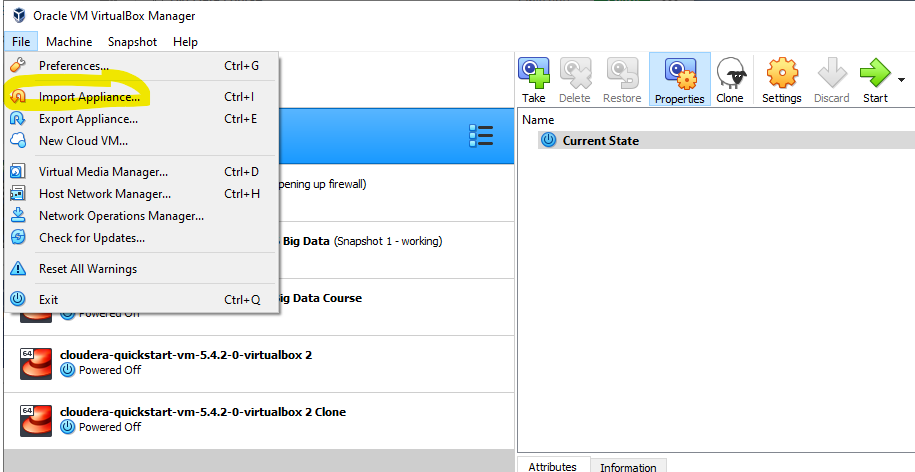 Oracle VM VirtualBox Manager
File Machine Snapshot Help
Preferences... Ctrl+G
Import Appliance... Ctrl+I
Export Appliance... Ctrl+E
New Cloud VM...
Virtual Media Manager... Ctrl+D
Host Network Manager... Ctrl+H
Network Operations Manager...
Check for Updates...
Reset All Warnings
Exit Ctrl+Q
pening up firewall)
Big Data (Snapshot 1 - working)
ig Data Course
Powered Off
64
cloudera-quickstart-vm-5.4.2-0-virtualbox 2
Powered Off
64
cloudera-quickstart-vm-5.4.2-0-virtualbox 2 Clone
Powered Off
Take Delete Restore Properties Clone Settings Discard Start
Name
Current State
Attributes Information